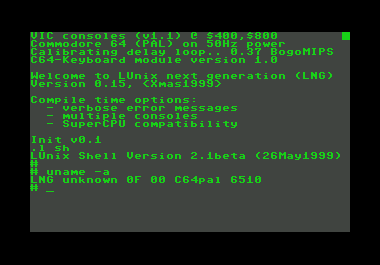 VIC consoles (v1.1) @ $400,$800
Commodore 64 (PAL) on 50Hz power
Calibrating delay loop.. 0.37 BogoMIPS
C64-Keyboard module version 1.0
Welcome to LUnix next generation (LNG)
Version 0.15, (Xmas1999)
Compile time options:
- verbose error messages
- multiple consoles
- SuperCPU compatibility
Init v0.1
.l sh
LUnix Shell Version 2.1beta (26May1999)
#
# uname -a
LNG unknown 0F 00 C64pal 6510
# _